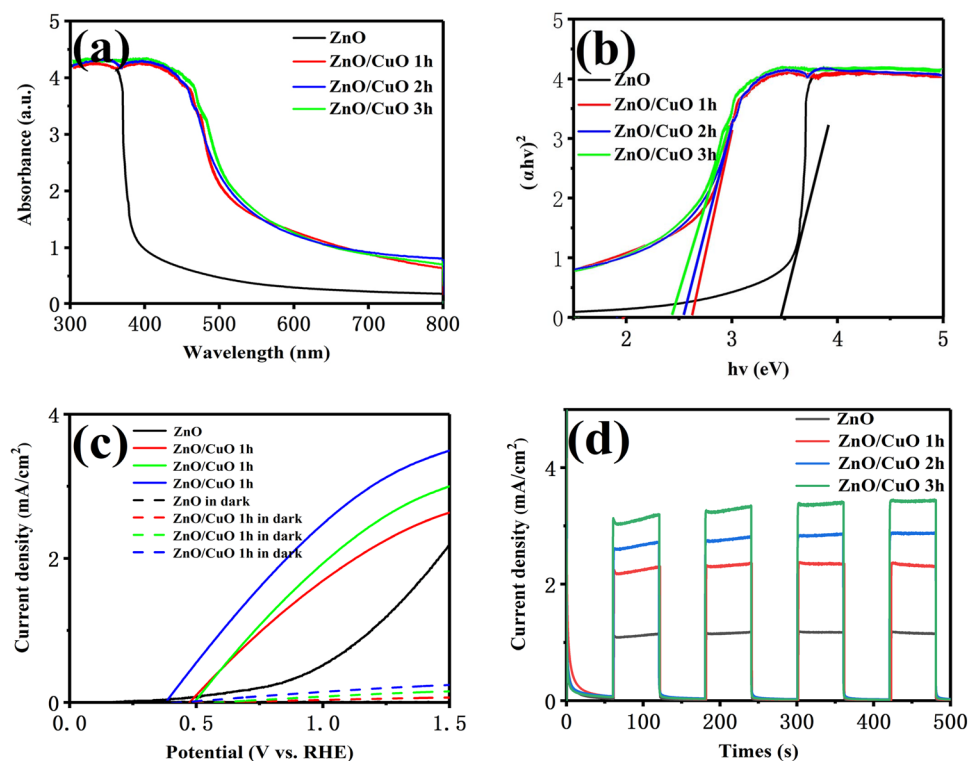 (a)
ZnO
ZnO/CuO 1h
ZnO/CuO 2h
ZnO/CuO 3h
5
4
3
2
1
0
300 400 500 600 700 800
Absorbance (a.u.)
Wavelength (nm)
(b)
ZnO
ZnO/CuO 1h
ZnO/CuO 2h
ZnO/CuO 3h
5
4
3
2
1
0
2 3 4 5
(αhν)²
hν (eV)
(c)
ZnO
ZnO/CuO 1h
ZnO/CuO 1h
ZnO/CuO 1h
ZnO in dark
ZnO/CuO 1h in dark
ZnO/CuO 1h in dark
ZnO/CuO 1h in dark
4
2
0
0.0 0.5 1.0 1.5
Current density (mA/cm²)
Potential (V vs. RHE)
(d)
ZnO
ZnO/CuO 1h
ZnO/CuO 2h
ZnO/CuO 3h
4
2
0
0 100 200 300 400 500
Current density (mA/cm²)
Times (s)